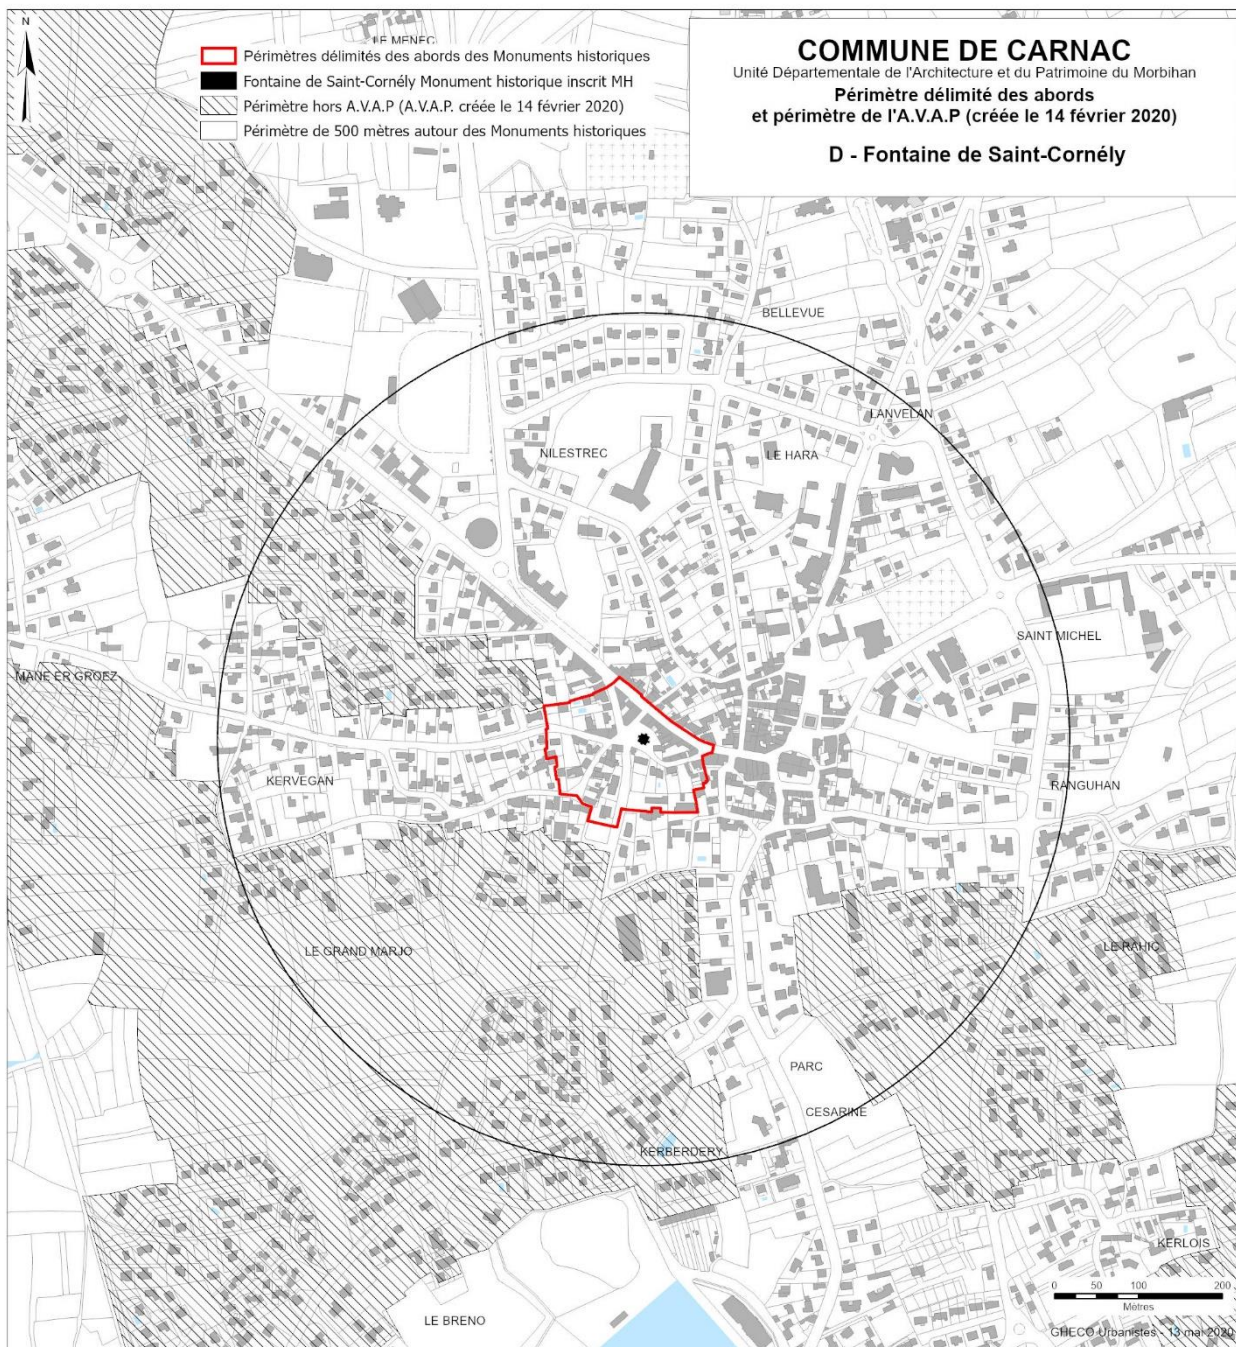 N
LE MENEC
Périmètres délimités des abords des Monuments historiques
Fontaine de Saint-Cornély Monument historique inscrit MH
Périmètre hors A.V.A.P (A.V.A.P. créée le 14 février 2020)
Périmètre de 500 mètres autour des Monuments historiques
COMMUNE DE CARNAC
Unité Départementale de l'Architecture et du Patrimoine du Morbihan
Périmètre délimité des abords
et périmètre de l'A.V.A.P (créée le 14 février 2020)
D - Fontaine de Saint-Cornély
BELLEVUE
LANVELAN
NILESTREC
LE HARA
SAINT MICHEL
MANE ER GROEZ
KERVEGAN
RANGUHAN
LE GRAND MARJO
LE RAHIC
PARC
CESARINE
KERBERDERY
KERLOIS
0 50 100 200
Mètres
LE BRENO
GHECO Urbanistes - 13 mai 2020